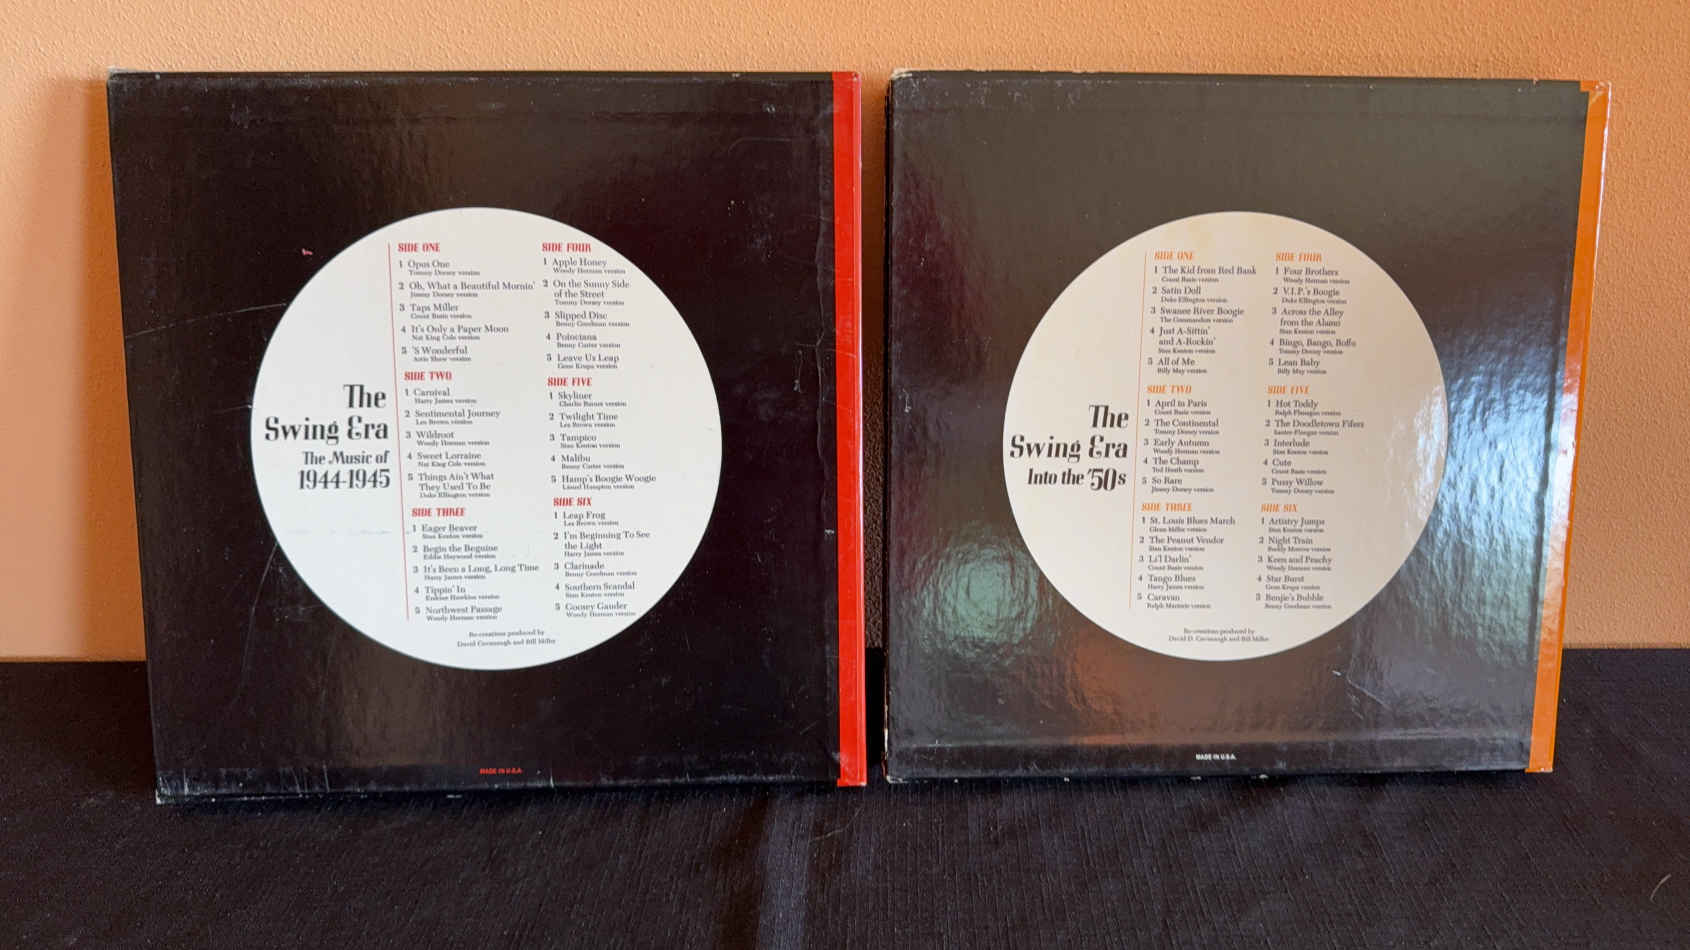 The
Swing Era
The Music of
1944-1945
SIDE ONE
1 Opus One
Tommy Dorsey version
2 Oh, What a Beautiful Mornin'
Jimmy Dorsey version
3 Taps Miller
Count Basie version
4 It's Only a Paper Moon
Nat King Cole version
5 'S Wonderful
Artie Shaw version
SIDE TWO
1 Carnival
Harry James version
2 Sentimental Journey
Les Brown version
3 Wildroot
Woody Herman version
4 Sweet Lorraine
Nat King Cole version
5 Things Ain't What
They Used To Be
Duke Ellington version
SIDE THREE
1 Eager Beaver
Stan Kenton version
2 Begin the Beguine
Eddie Heywood version
3 It's Been a Long, Long Time
Harry James version
4 Tippin' In
Erskine Hawkins version
5 Northwest Passage
Woody Herman version
SIDE FOUR
1 Apple Honey
Woody Herman version
2 On the Sunny Side
of the Street
Tommy Dorsey version
3 Slipped Disc
Benny Goodman version
4 Poinciana
Benny Carter version
5 Leave Us Leap
Gene Krupa version
SIDE FIVE
1 Skyliner
Charlie Barnet version
2 Twilight Time
Les Brown version
3 Tampico
Stan Kenton version
4 Malibu
Benny Carter version
5 Hamp's Boogie Woogie
Lionel Hampton version
SIDE SIX
1 Leap Frog
Les Brown version
2 I'm Beginning To See
the Light
Harry James version
3 Clarinade
Benny Goodman version
4 Southern Scandal
Stan Kenton version
5 Goosey Gander
Woody Herman version
Re-creations produced by
David Cavanaugh and Bill Miller
MADE IN U.S.A.
The
Swing Era
Into the '50s
SIDE ONE
1 The Kid from Red Bank
Count Basie version
2 Satin Doll
Duke Ellington version
3 Swanee River Boogie
The Commanders version
4 Just A-Sittin'
and A-Rockin'
Stan Kenton version
5 All of Me
Billy May version
SIDE TWO
1 April in Paris
Count Basie version
2 The Continental
Tommy Dorsey version
3 Early Autumn
Woody Herman version
4 The Champ
Ted Heath version
5 So Rare
Jimmy Dorsey version
SIDE THREE
1 St. Louis Blues March
Glenn Miller version
2 The Peanut Vendor
Stan Kenton version
3 Li'l Darlin'
Count Basie version
4 Tango Blues
Harry James version
5 Caravan
Ralph Marterie version
SIDE FOUR
1 Four Brothers
Woody Herman version
2 V.I.P.'s Boogie
Duke Ellington version
3 Across the Alley
from the Alamo
Stan Kenton version
4 Bingo, Bango, Boffo
Tommy Dorsey version
5 Lean Baby
Billy May version
SIDE FIVE
1 Hot Toddy
Ralph Flanagan version
2 The Doodletown Fifers
Sauter-Finegan version
3 Interlude
Stan Kenton version
4 Cute
Count Basie version
5 Pussy Willow
Tommy Dorsey version
SIDE SIX
1 Artistry Jumps
Stan Kenton version
2 Night Train
Buddy Morrow version
3 Keen and Peachy
Woody Herman version
4 Star Burst
Gene Krupa version
5 Benjie's Bubble
Benny Goodman version
Re-creations produced by
David D. Cavanaugh and Bill Miller
MADE IN U.S.A.